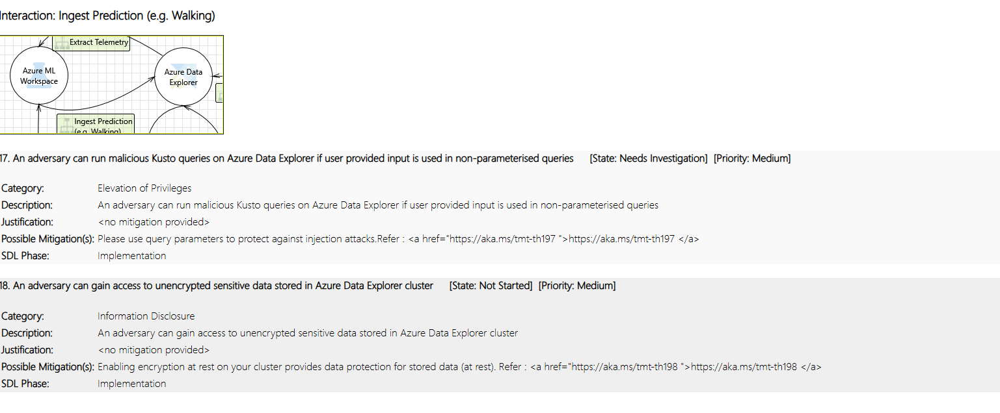 Interaction: Ingest Prediction (e.g. Walking)
Extract Telemetry
Azure ML
Workspace
Azure Data
Explorer
Ingest Prediction
(e.g. Walking)
17. An adversary can run malicious Kusto queries on Azure Data Explorer if user provided input is used in non-parameterised queries [State: Needs Investigation] [Priority: Medium]
Category: Elevation of Privileges
Description: An adversary can run malicious Kusto queries on Azure Data Explorer if user provided input is used in non-parameterised queries
Justification: <no mitigation provided>
Possible Mitigation(s): Please use query parameters to protect against injection attacks.Refer : <a href="https://aka.ms/tmt-th197 ">https://aka.ms/tmt-th197 </a>
SDL Phase: Implementation
18. An adversary can gain access to unencrypted sensitive data stored in Azure Data Explorer cluster [State: Not Started] [Priority: Medium]
Category: Information Disclosure
Description: An adversary can gain access to unencrypted sensitive data stored in Azure Data Explorer cluster
Justification: <no mitigation provided>
Possible Mitigation(s): Enabling encryption at rest on your cluster provides data protection for stored data (at rest). Refer : <a href="https://aka.ms/tmt-th198 ">https://aka.ms/tmt-th198 </a>
SDL Phase: Implementation